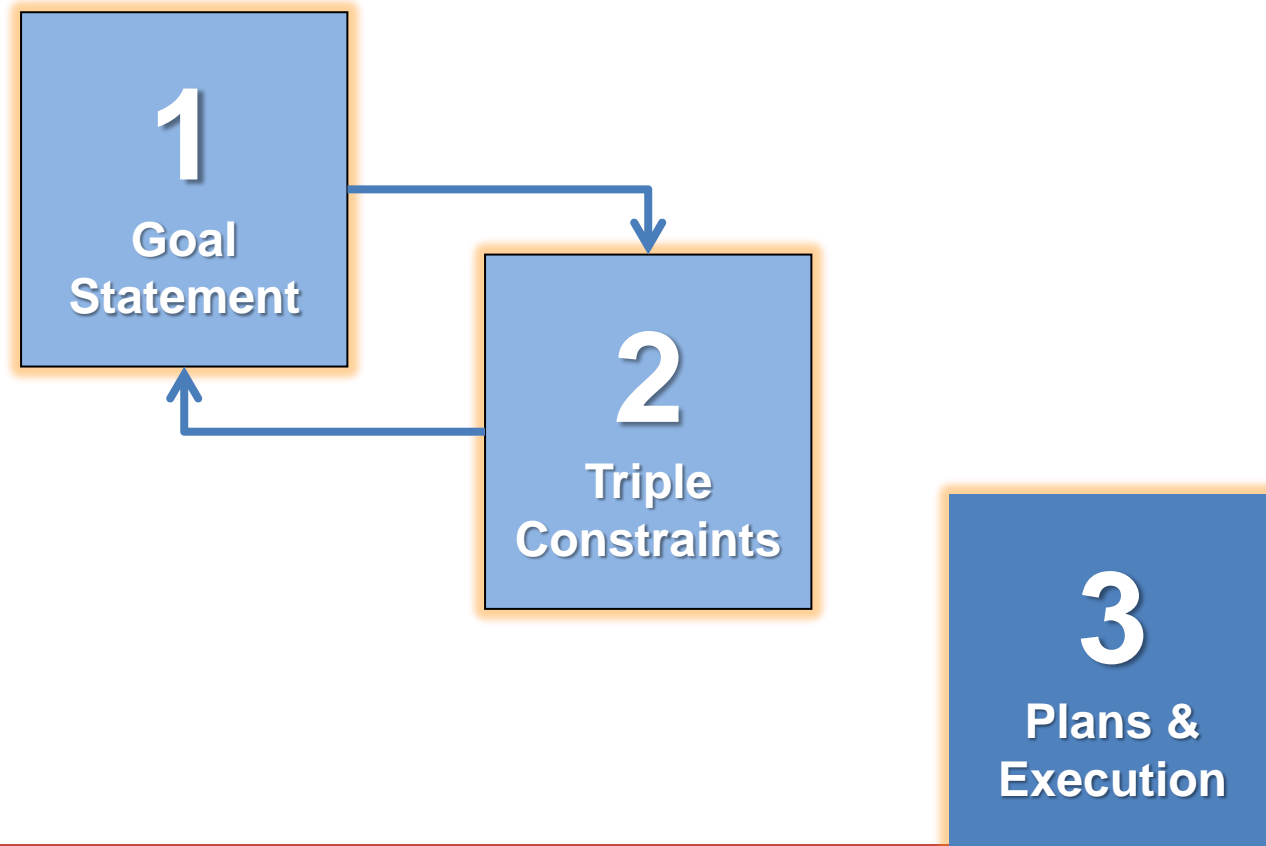 1
Goal
Statement
2
Triple
Constraints
3
Plans &
Execution